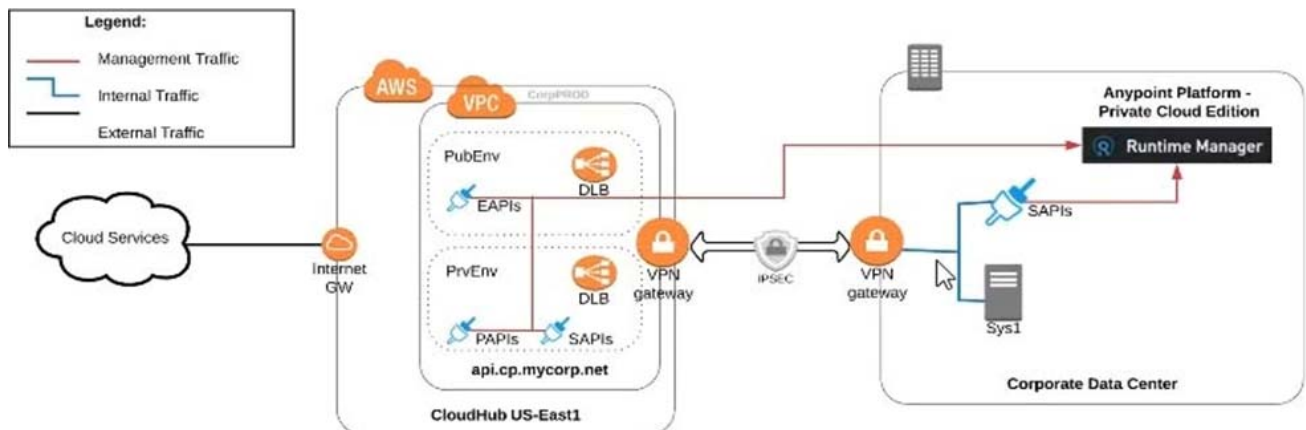 Legend:
Management Traffic
Internal Traffic
External Traffic
Cloud Services
Internet
GW
AWS
VPC
CorpPROD
PubEnv
DLB
EAPIs
PrvEnv
DLB
PAPIs
SAPIs
api.cp.mycorp.net
CloudHub US-East1
VPN
gateway
IPSEC
VPN
gateway
Anypoint Platform -
Private Cloud Edition
Runtime Manager
SAPIs
Sys1
Corporate Data Center